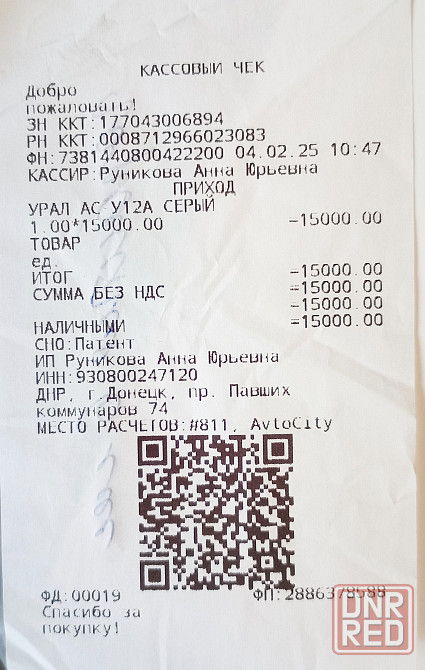 КАССОВЫЙ ЧЕК
Добро
пожаловать!
ЗН ККТ:177043006894
РН ККТ:0008712966023083
ФН:7381440800422200 04.02.25 10:47
КАССИР:Руникова Анна Юрьевна
ПРИХОД
УРАЛ АС У12А СЕРЫЙ
1.00*15000.00 =15000.00
ТОВАР
ед.
ИТОГ =15000.00
СУММА БЕЗ НДС =15000.00
=15000.00
НАЛИЧНЫМИ =15000.00
СНО:Патент
ИП Руникова Анна Юрьевна
ИНН:930800247120
ДНР, г.Донецк, пр. Павших
коммунаров 74
МЕСТО РАСЧЕТОВ:#811, AvtoCity
ФД:00019 ФП:2886378588
Спасибо за
покупку!
DNR
RED